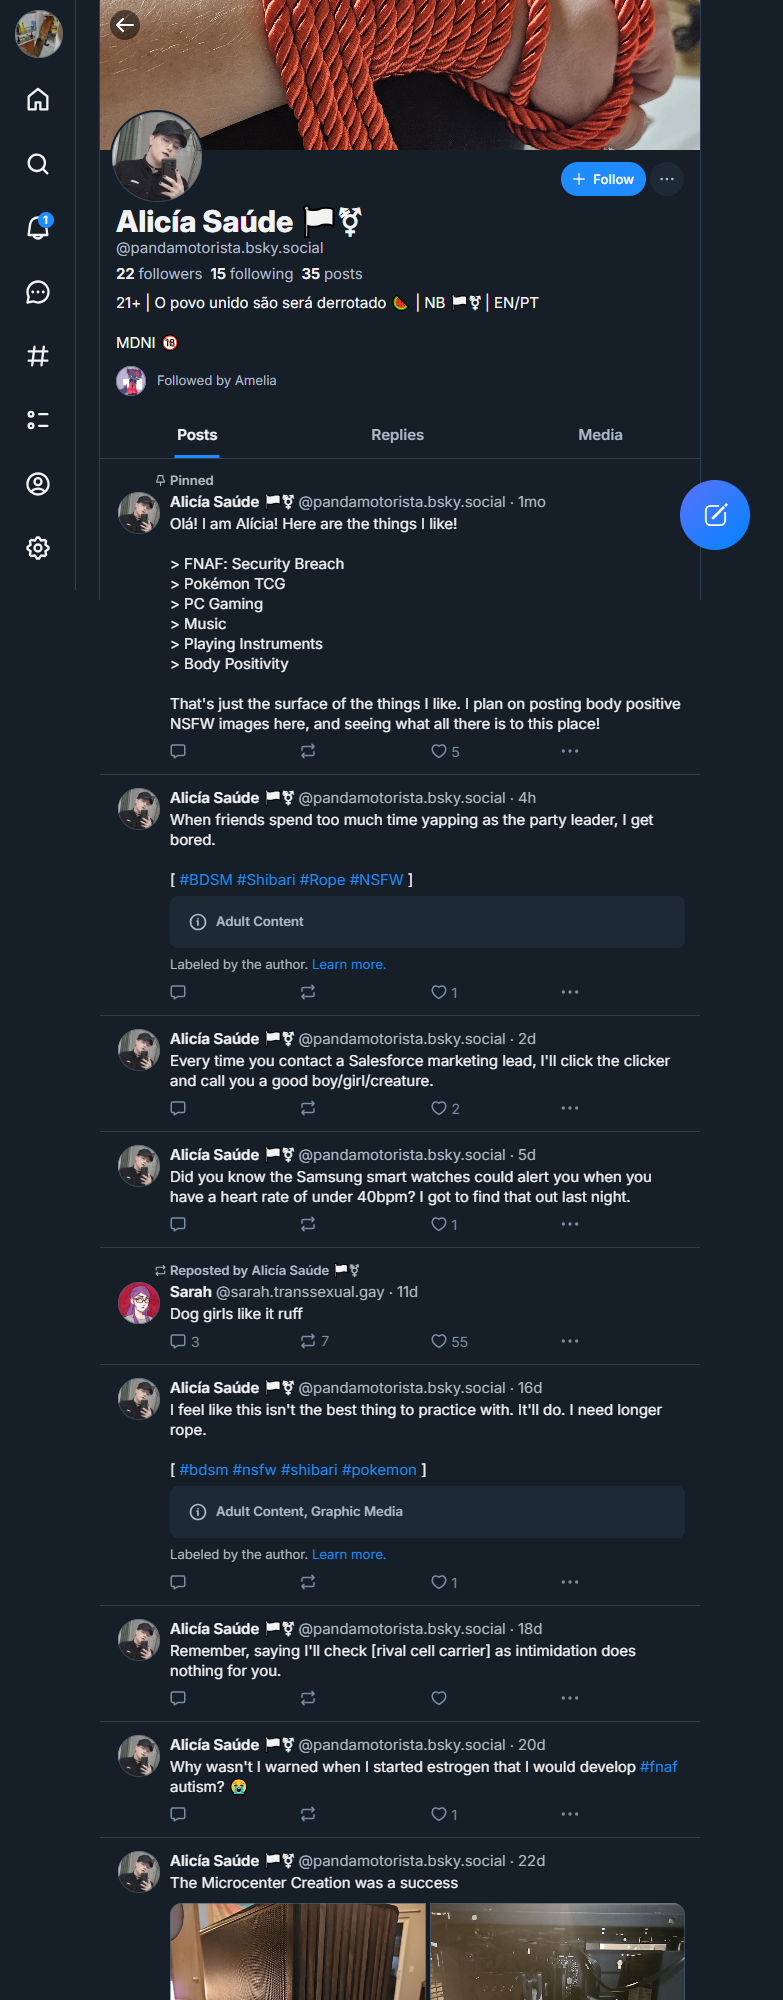 1
+ Follow
Alicía Saúde 🏳️⚧
@pandamotorista.bsky.social
22 followers 15 following 35 posts
21+ | O povo unido são será derrotado 🍉 | NB 🏳️⚧ | EN/PT
MDNI 🔞
Followed by Amelia
Posts Replies Media
Pinned
Alicía Saúde 🏳️⚧ @pandamotorista.bsky.social · 1mo
Olá! I am Alícia! Here are the things I like!
> FNAF: Security Breach
> Pokémon TCG
> PC Gaming
> Music
> Playing Instruments
> Body Positivity
That's just the surface of the things I like. I plan on posting body positive
NSFW images here, and seeing what all there is to this place!
5
Alicía Saúde 🏳️⚧ @pandamotorista.bsky.social · 4h
When friends spend too much time yapping as the party leader, I get
bored.
[ #BDSM #Shibari #Rope #NSFW ]
Adult Content
Labeled by the author. Learn more.
1
Alicía Saúde 🏳️⚧ @pandamotorista.bsky.social · 2d
Every time you contact a Salesforce marketing lead, I'll click the clicker
and call you a good boy/girl/creature.
2
Alicía Saúde 🏳️⚧ @pandamotorista.bsky.social · 5d
Did you know the Samsung smart watches could alert you when you
have a heart rate of under 40bpm? I got to find that out last night.
1
Reposted by Alicía Saúde 🏳️⚧
Sarah @sarah.transsexual.gay · 11d
Dog girls like it ruff
3 7 55
Alicía Saúde 🏳️⚧ @pandamotorista.bsky.social · 16d
I feel like this isn't the best thing to practice with. It'll do. I need longer
rope.
[ #bdsm #nsfw #shibari #pokemon ]
Adult Content, Graphic Media
Labeled by the author. Learn more.
1
Alicía Saúde 🏳️⚧ @pandamotorista.bsky.social · 18d
Remember, saying I'll check [rival cell carrier] as intimidation does
nothing for you.
Alicía Saúde 🏳️⚧ @pandamotorista.bsky.social · 20d
Why wasn't I warned when I started estrogen that I would develop #fnaf
autism? 😭
1
Alicía Saúde 🏳️⚧ @pandamotorista.bsky.social · 22d
The Microcenter Creation was a success